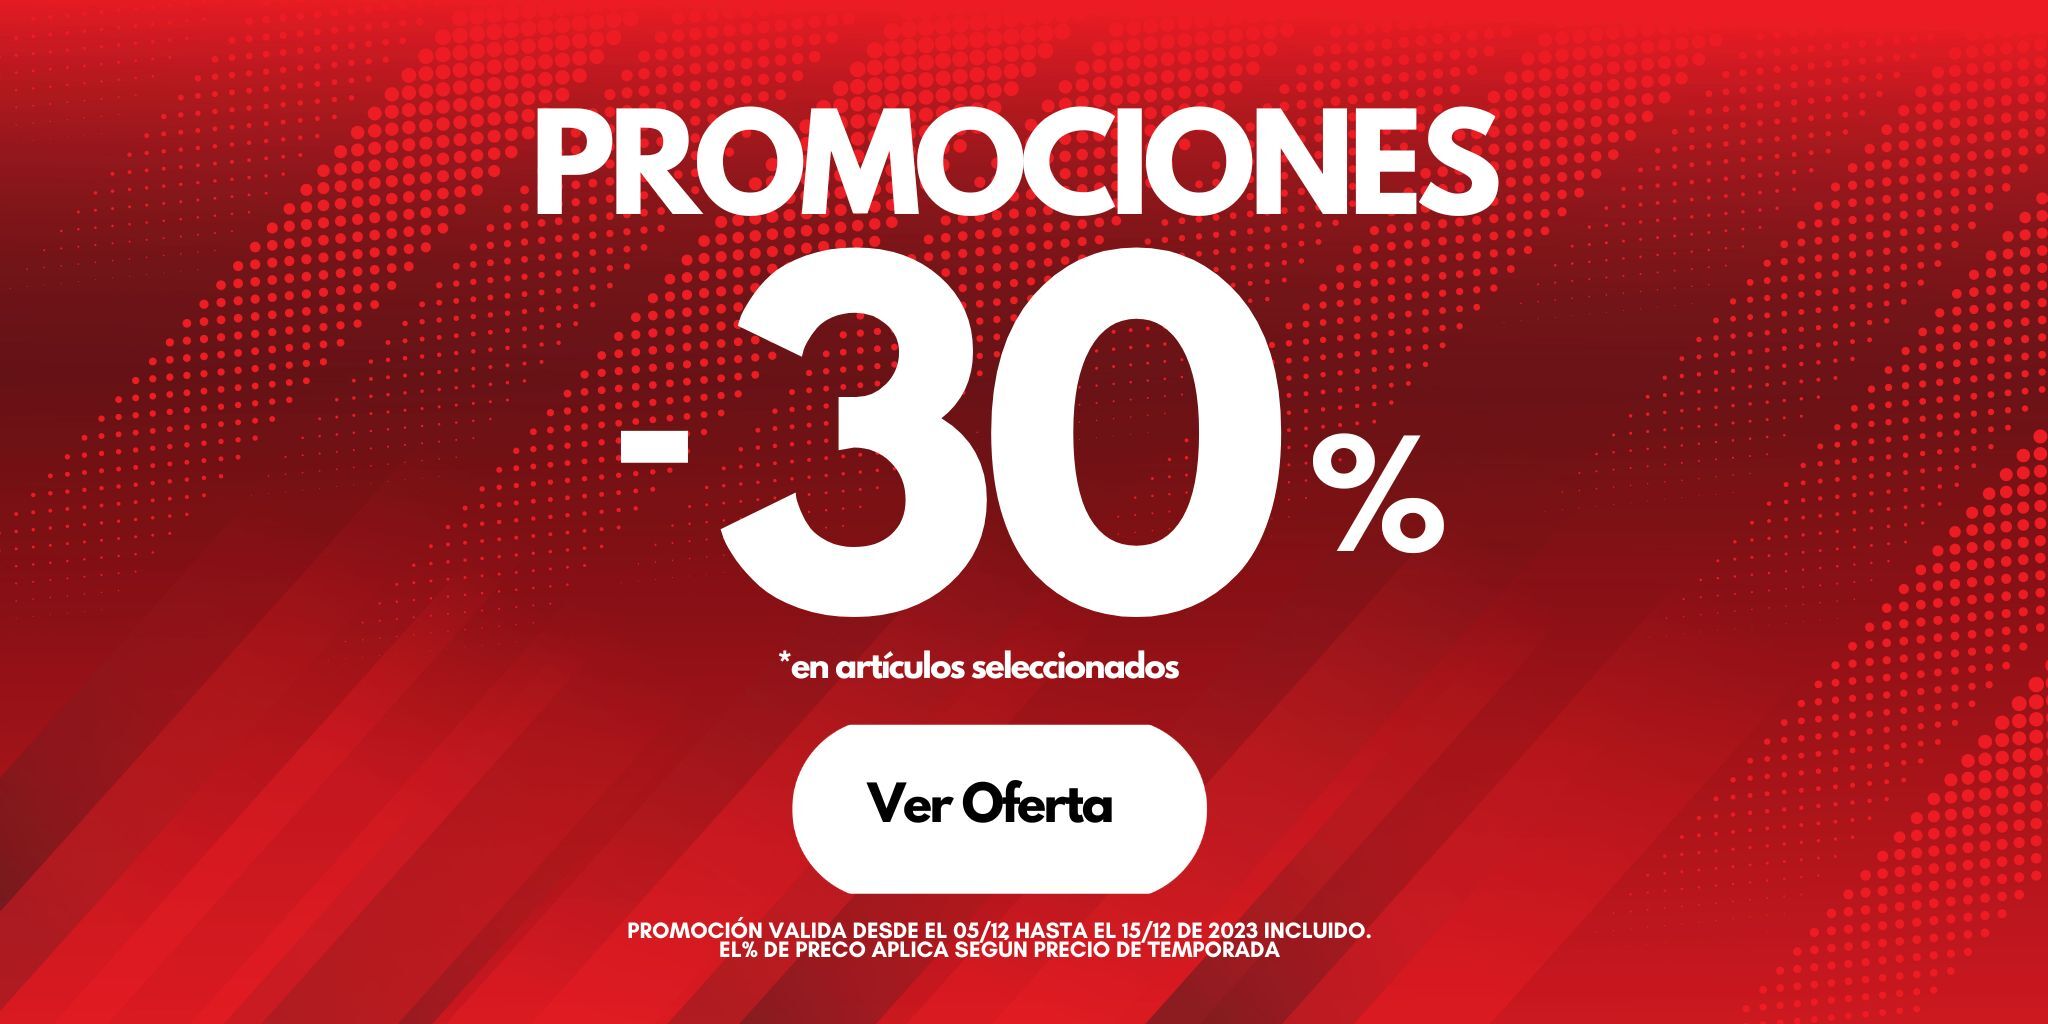 PROMOCIONES
-30%
*en artículos seleccionados
Ver Oferta
PROMOCIÓN VALIDA DESDE EL 05/12 HASTA EL 15/12 DE 2023 INCLUIDO.
EL% DE PRECO APLICA SEGÚN PRECIO DE TEMPORADA